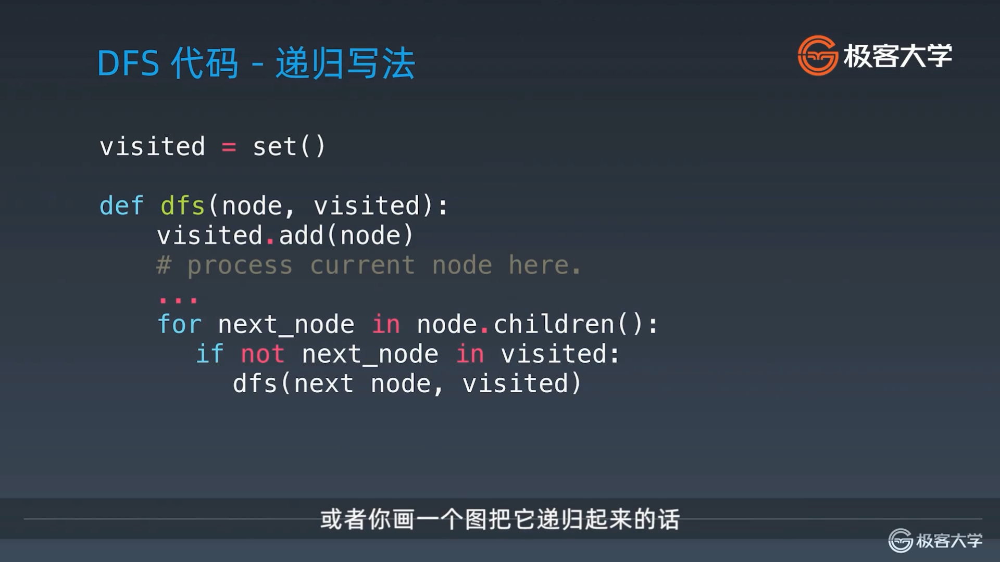 DFS 代码 - 递归写法
极客大学
visited = set()
def dfs(node, visited):
    visited.add(node)
    # process current node here.
    ...
    for next_node in node.children():
        if not next_node in visited:
            dfs(next node, visited)
或者你画一个图把它递归起来的话
极客大学